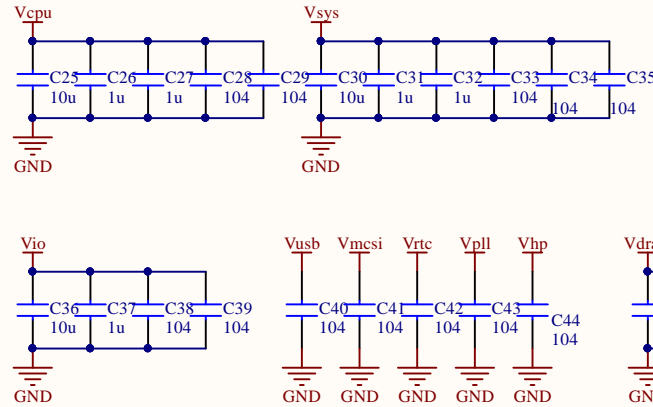 Vcpu
Vsys
C25 C26 C27 C28 C29 C30 C31 C32 C33 C34 C35
10u 1u 1u 104 104 10u 1u 1u 104 104 104
GND GND
Vio Vusb Vmcsi Vrtc Vpll Vhp Vdra
C36 C37 C38 C39 C40 C41 C42 C43 C44
10u 1u 104 104 104 104 104 104 104
GND GND GND GND GND GND GND